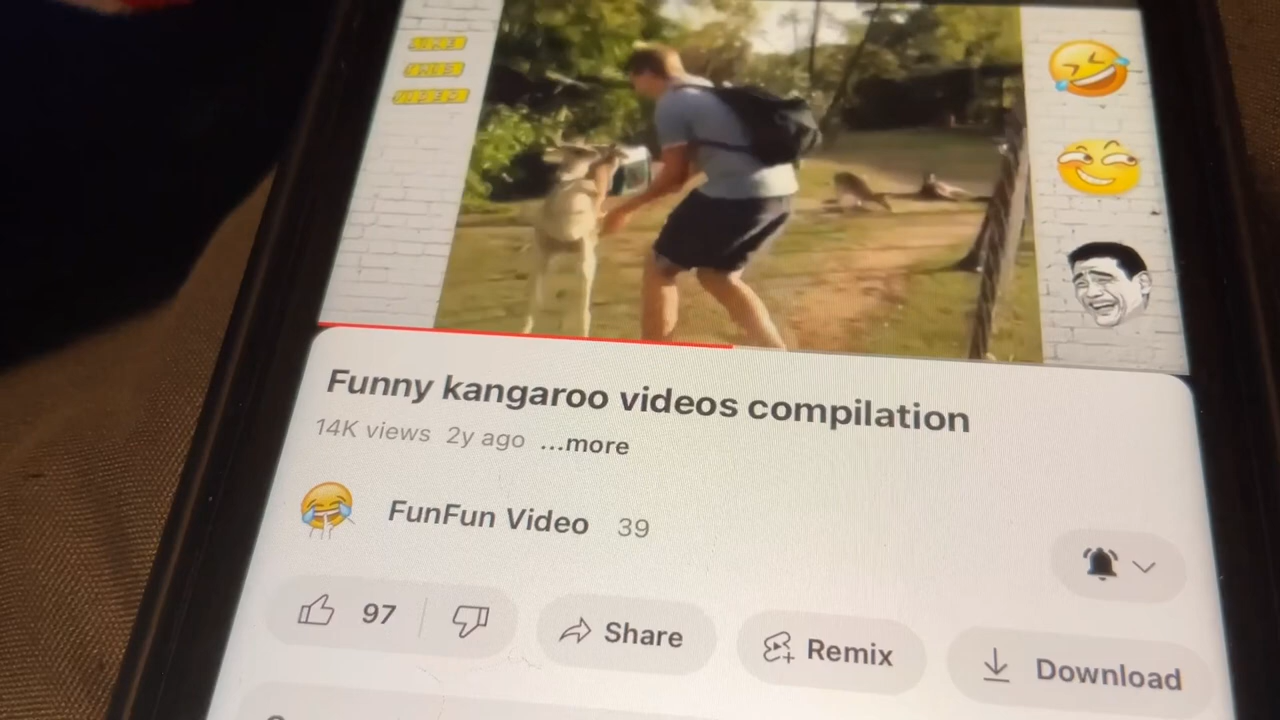 Funny kangaroo videos compilation
14K views 2y ago ...more
FunFun Video 39
97 Share Remix Download